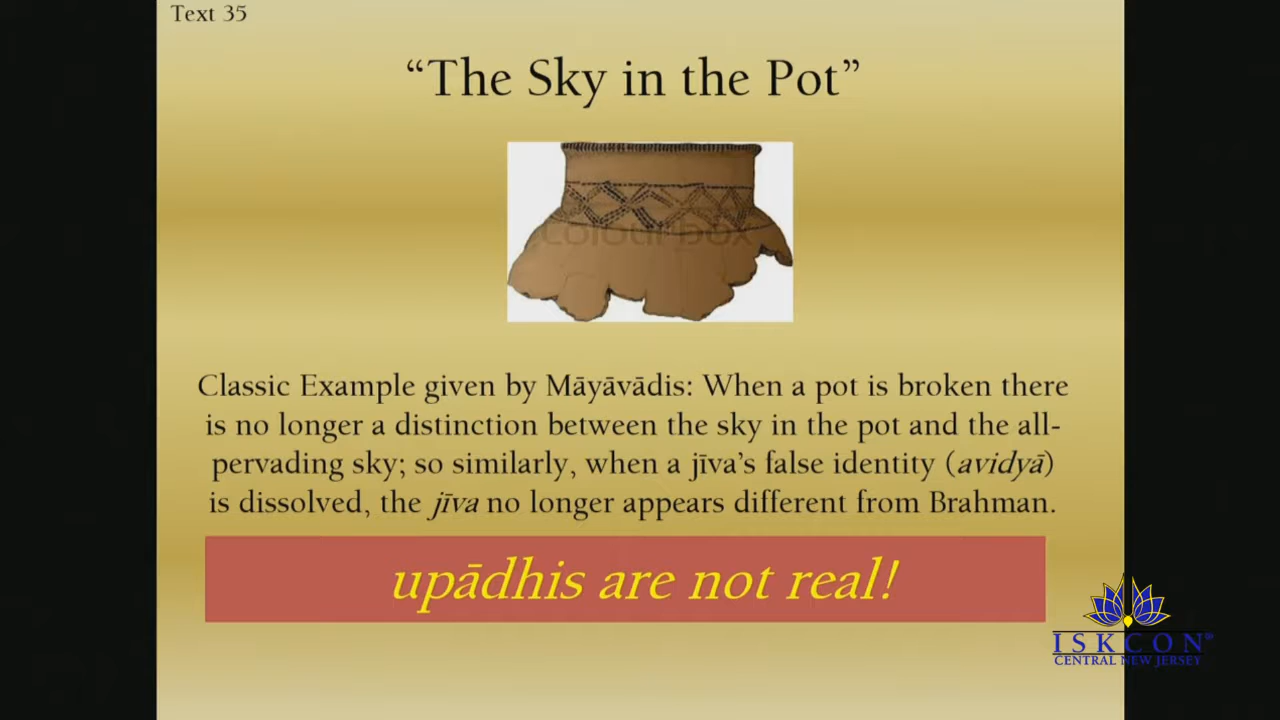 Text 35
“The Sky in the Pot”
colourbox
Classic Example given by Māyāvādis: When a pot is broken there
is no longer a distinction between the sky in the pot and the all-
pervading sky; so similarly, when a jīva’s false identity (avidyā)
is dissolved, the jīva no longer appears different from Brahman.
upādhis are not real!
ISKCON®
CENTRAL NEW JERSEY